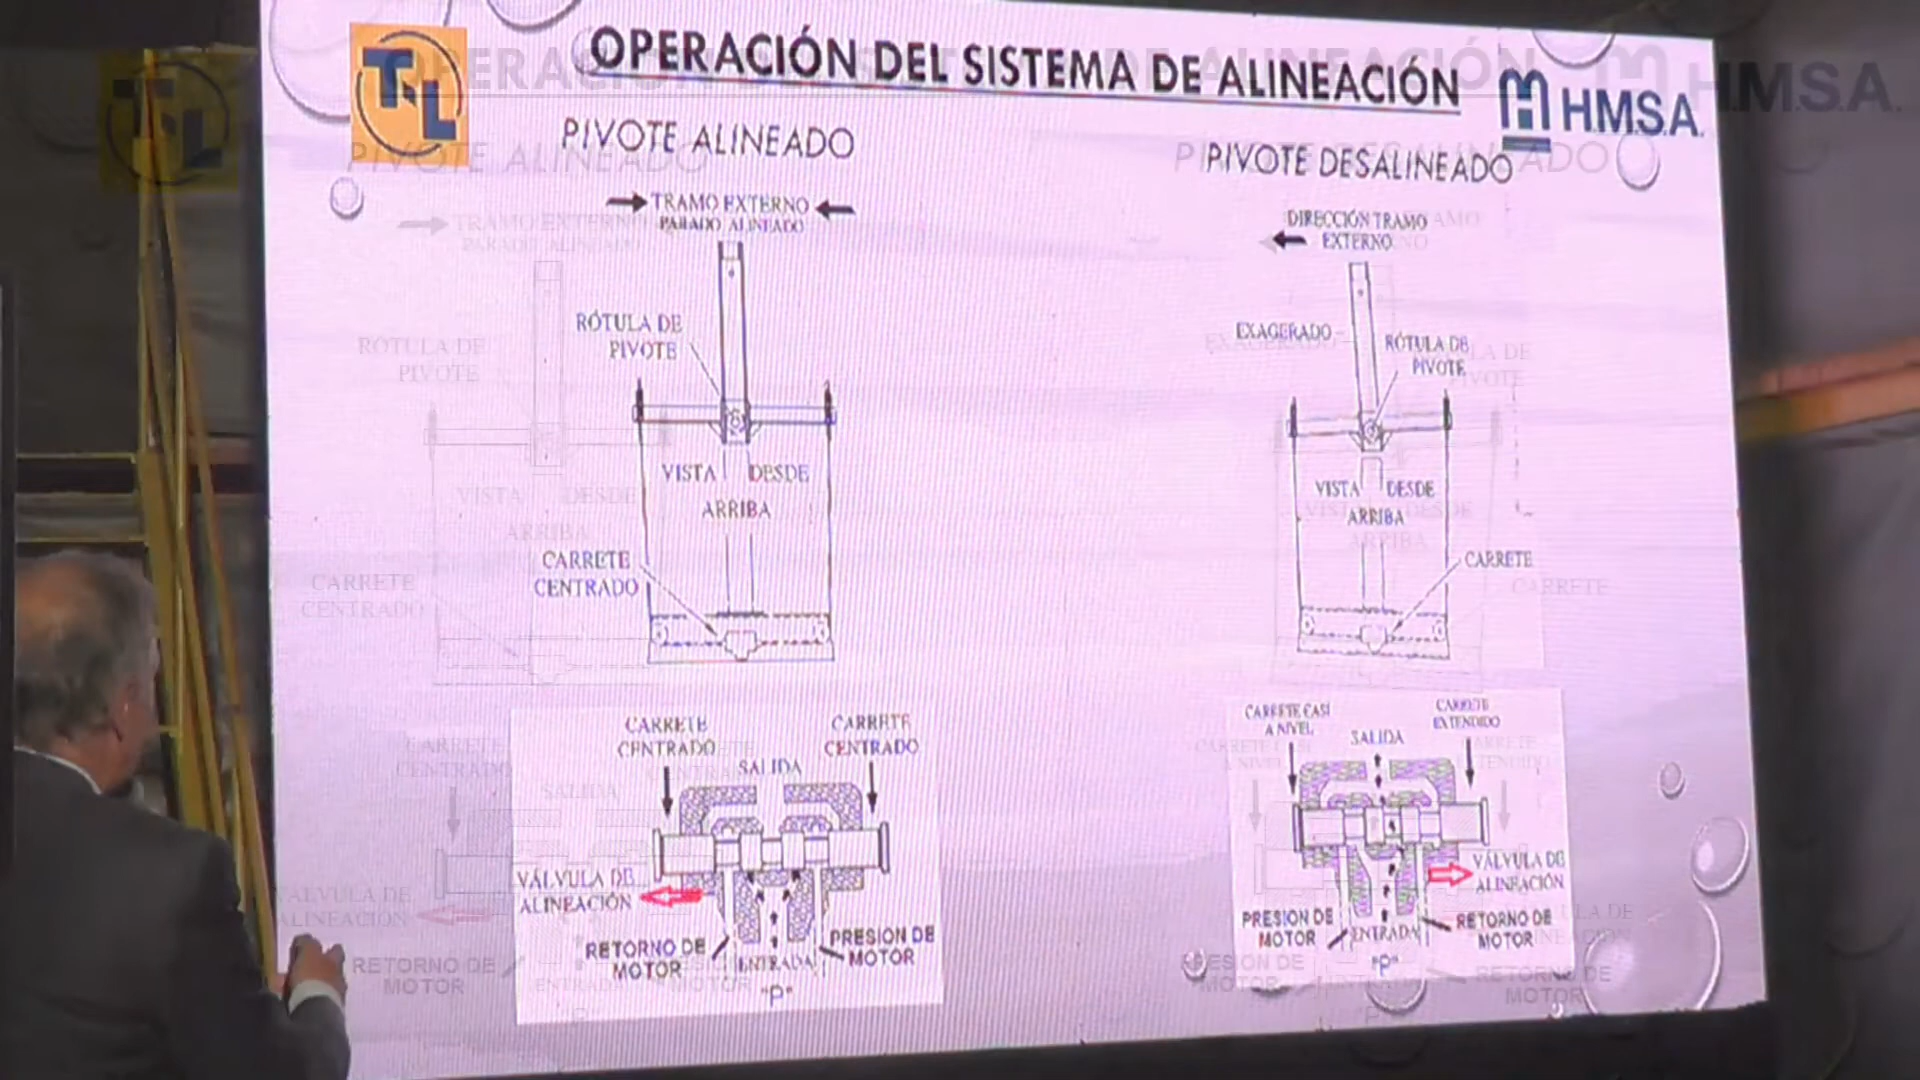 OPERACIÓN DEL SISTEMA DE ALINEACIÓN
T-L
H.M.S.A.
PIVOTE ALINEADO
PIVOTE DESALINEADO
TRAMO EXTERNO
PARADO ALINEADO
DIRECCIÓN TRAMO
EXTERNO
RÓTULA DE
PIVOTE
EXAGERADO
RÓTULA DE
PIVOTE
VISTA DESDE
ARRIBA
VISTA DESDE
ARRIBA
CARRETE
CENTRADO
CARRETE
CARRETE
CENTRADO
CARRETE
CENTRADO
SALIDA
VÁLVULA DE
ALINEACIÓN
RETORNO DE
MOTOR
ENTRADA
"P"
PRESION DE
MOTOR
CARRETE CASI
A NIVEL
CARRETE
EXTENDIDO
SALIDA
VÁLVULA DE
ALINEACIÓN
PRESION DE
MOTOR
ENTRADA
"P"
RETORNO DE
MOTOR